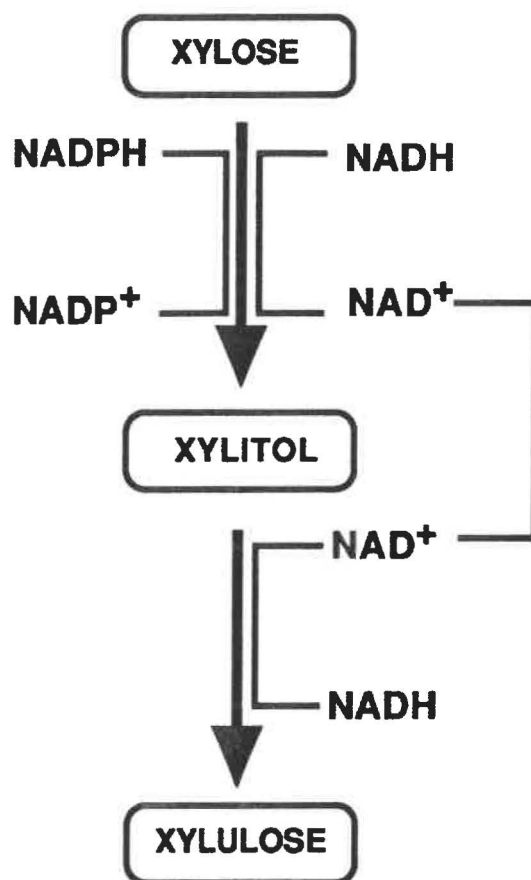 XYLOSE
NADPH NADH
NADP+ NAD+
XYLITOL
NAD+
NADH
XYLULOSE